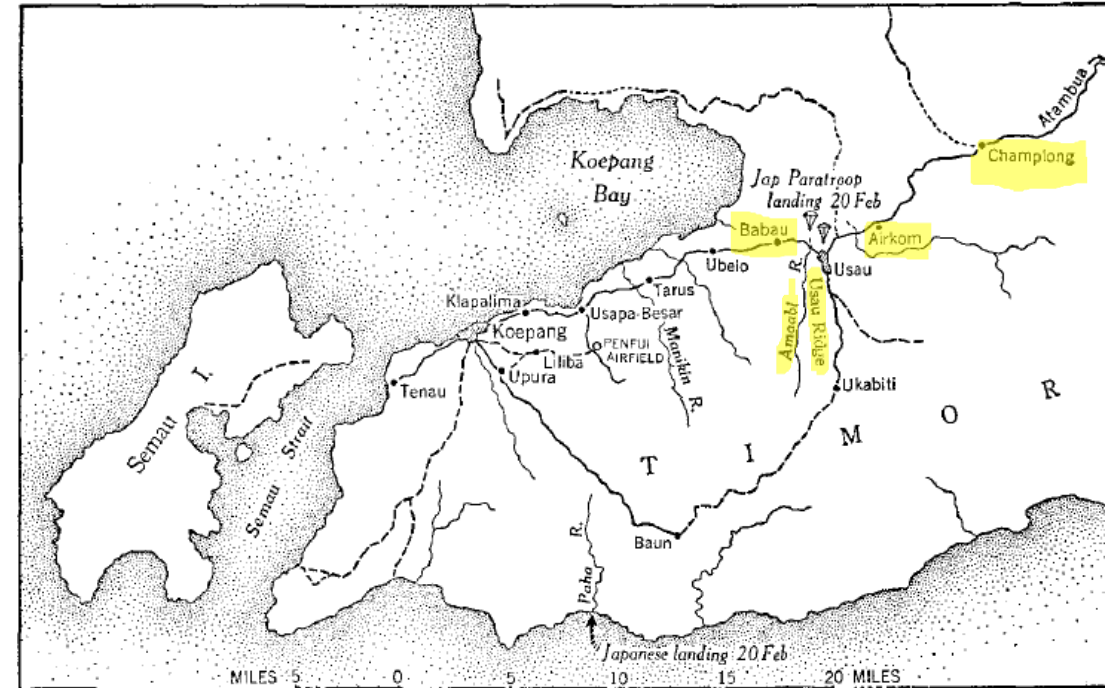 Atambua
Champlong
Koepang
Bay
Jap Paratroop
landing 20 Feb
Babau
Airkom
Ubelo
Usau
R.
Amaabi
Usau Ridge
Tarus
Klapalima
Usapa-Besar
Koepang
PENFUI
AIRFIELD
Liliba
Manikin R.
Upura
Tenau
Ukabiti
TIMOR
Semau I.
Semau Strait
Baun
Paha R.
Japanese landing 20 Feb
MILES 5 0 5 10 15 20 MILES